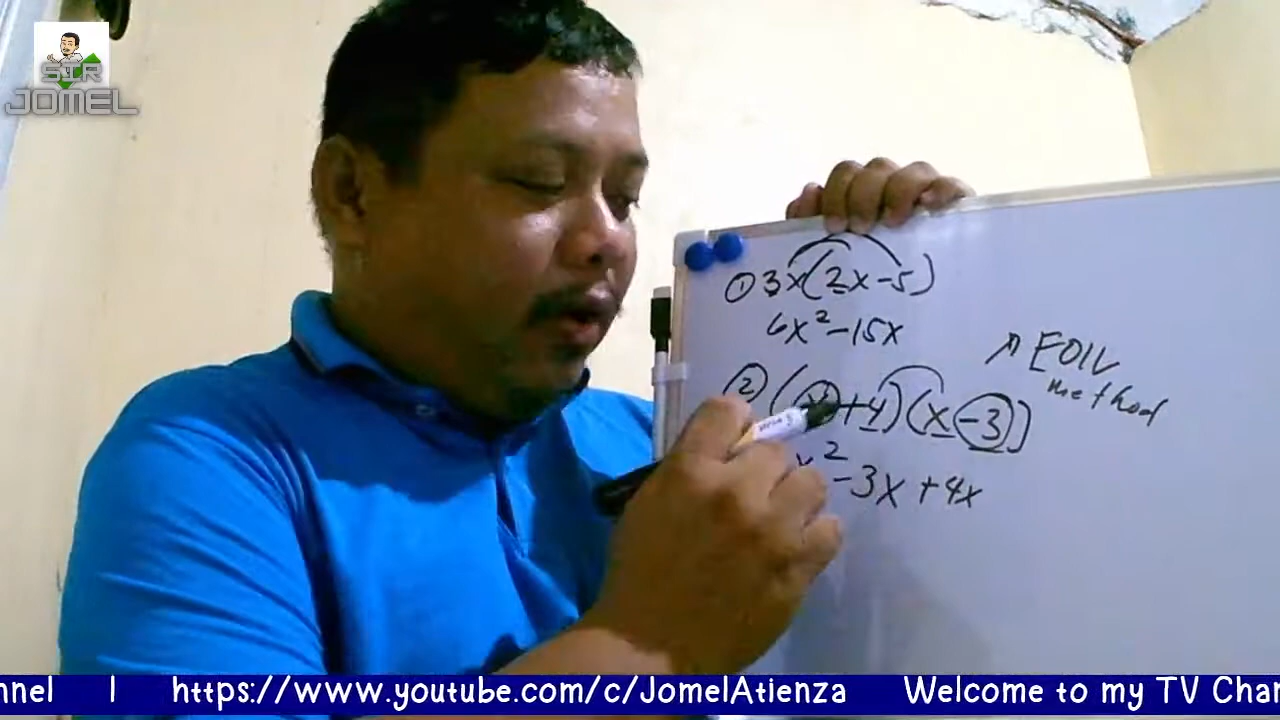 SIR
JOMEL
① 3x(2x-5)
6x²-15x
↗ FOIL
method
② (x+4)(x-3)
x²-3x+4x
nnel | https://www.youtube.com/c/JomelAtienza Welcome to my TV Chan